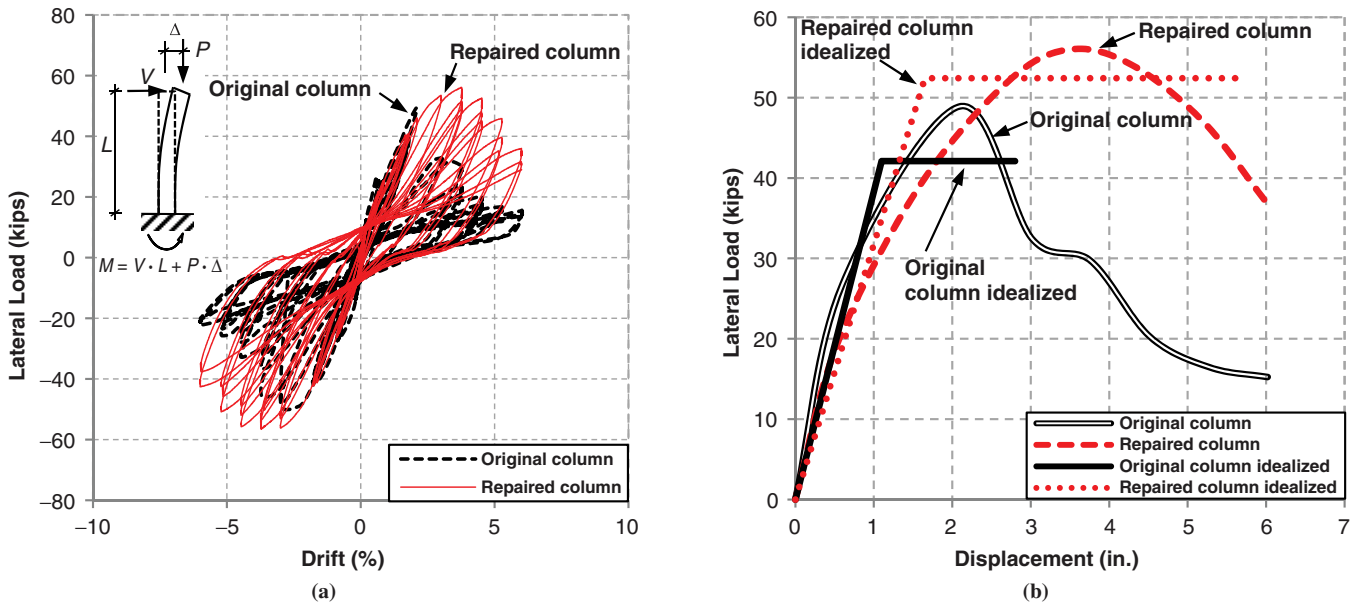 80
60
40
20
0
–20
–40
–60
–80
–10
–5
0
5
10
Lateral Load (kips)
Drift (%)
Δ
P
V
L
M = V · L + P · Δ
Repaired column
Original column
Original column
Repaired column
(a)
60
50
40
30
20
10
0
0
1
2
3
4
5
6
7
Lateral Load (kips)
Displacement (in.)
Repaired column
idealized
Repaired column
Original column
Original
column idealized
Original column
Repaired column
Original column idealized
Repaired column idealized
(b)